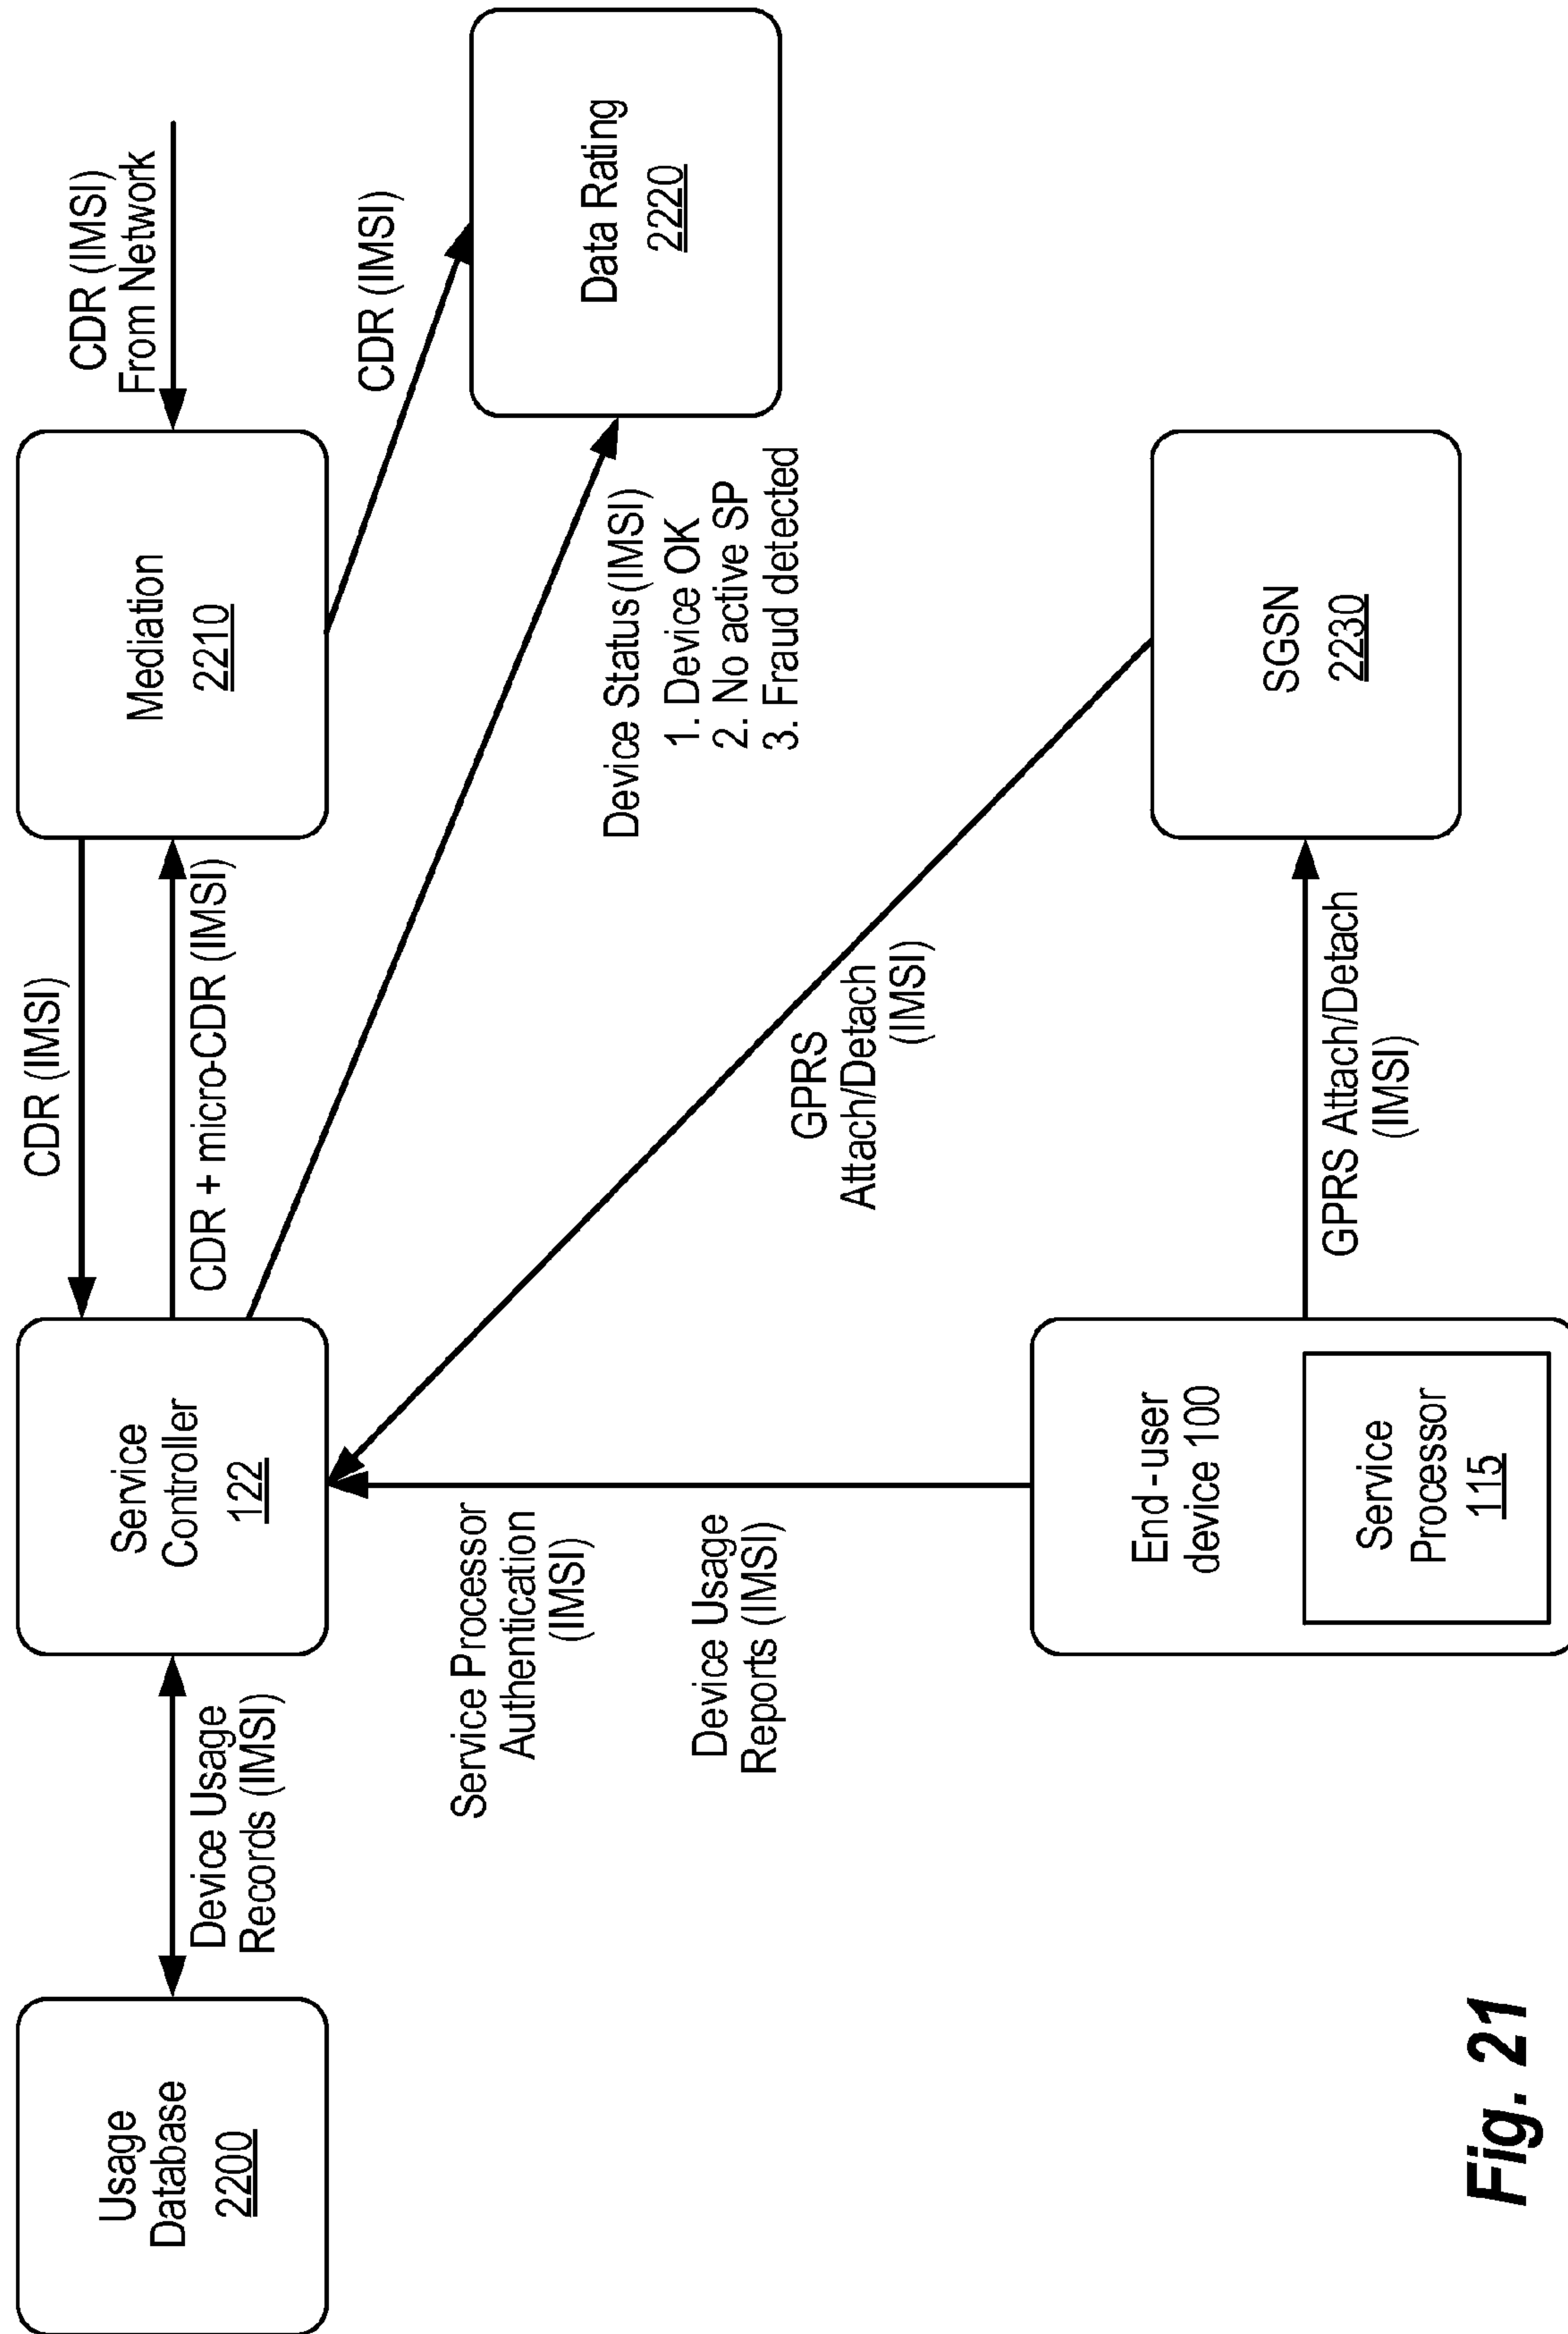 Usage
Database
2200
Device Usage
Records (IMSI)
Service
Controller
122
CDR (IMSI)
CDR + micro-CDR (IMSI)
Mediation
2210
CDR (IMSI)
From Network
CDR (IMSI)
Data Rating
2220
Device Status(IMSI)
1. Device OK
2. No active SP
3. Fraud detected
Service Processor
Authentication
(IMSI)
Device Usage
Reports (IMSI)
GPRS
Attach/Detach
(IMSI)
End-user
device 100
Service
Processor
115
GPRS Attach/Detach
(IMSI)
SGSN
2230
Fig. 21